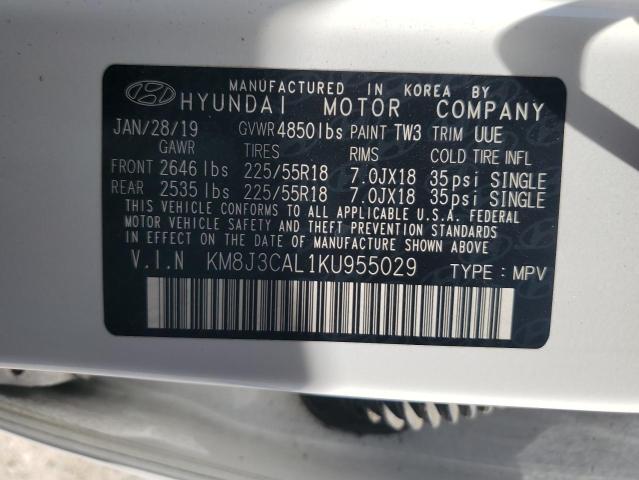 MANUFACTURED IN KOREA BY
HYUNDAI MOTOR COMPANY
JAN/28/19 GVWR 4850lbs PAINT TW3 TRIM UUE
GAWR TIRES RIMS COLD TIRE INFL
FRONT 2646 lbs 225/55R18 7.0JX18 35psi SINGLE
REAR 2535 lbs 225/55R18 7.0JX18 35psi SINGLE
THIS VEHICLE CONFORMS TO ALL APPLICABLE U.S.A. FEDERAL
MOTOR VEHICLE SAFETY AND THEFT PREVENTION STANDARDS
IN EFFECT ON THE DATE OF MANUFACTURE SHOWN ABOVE.
V.I.N KM8J3CAL1KU955029 TYPE : MPV